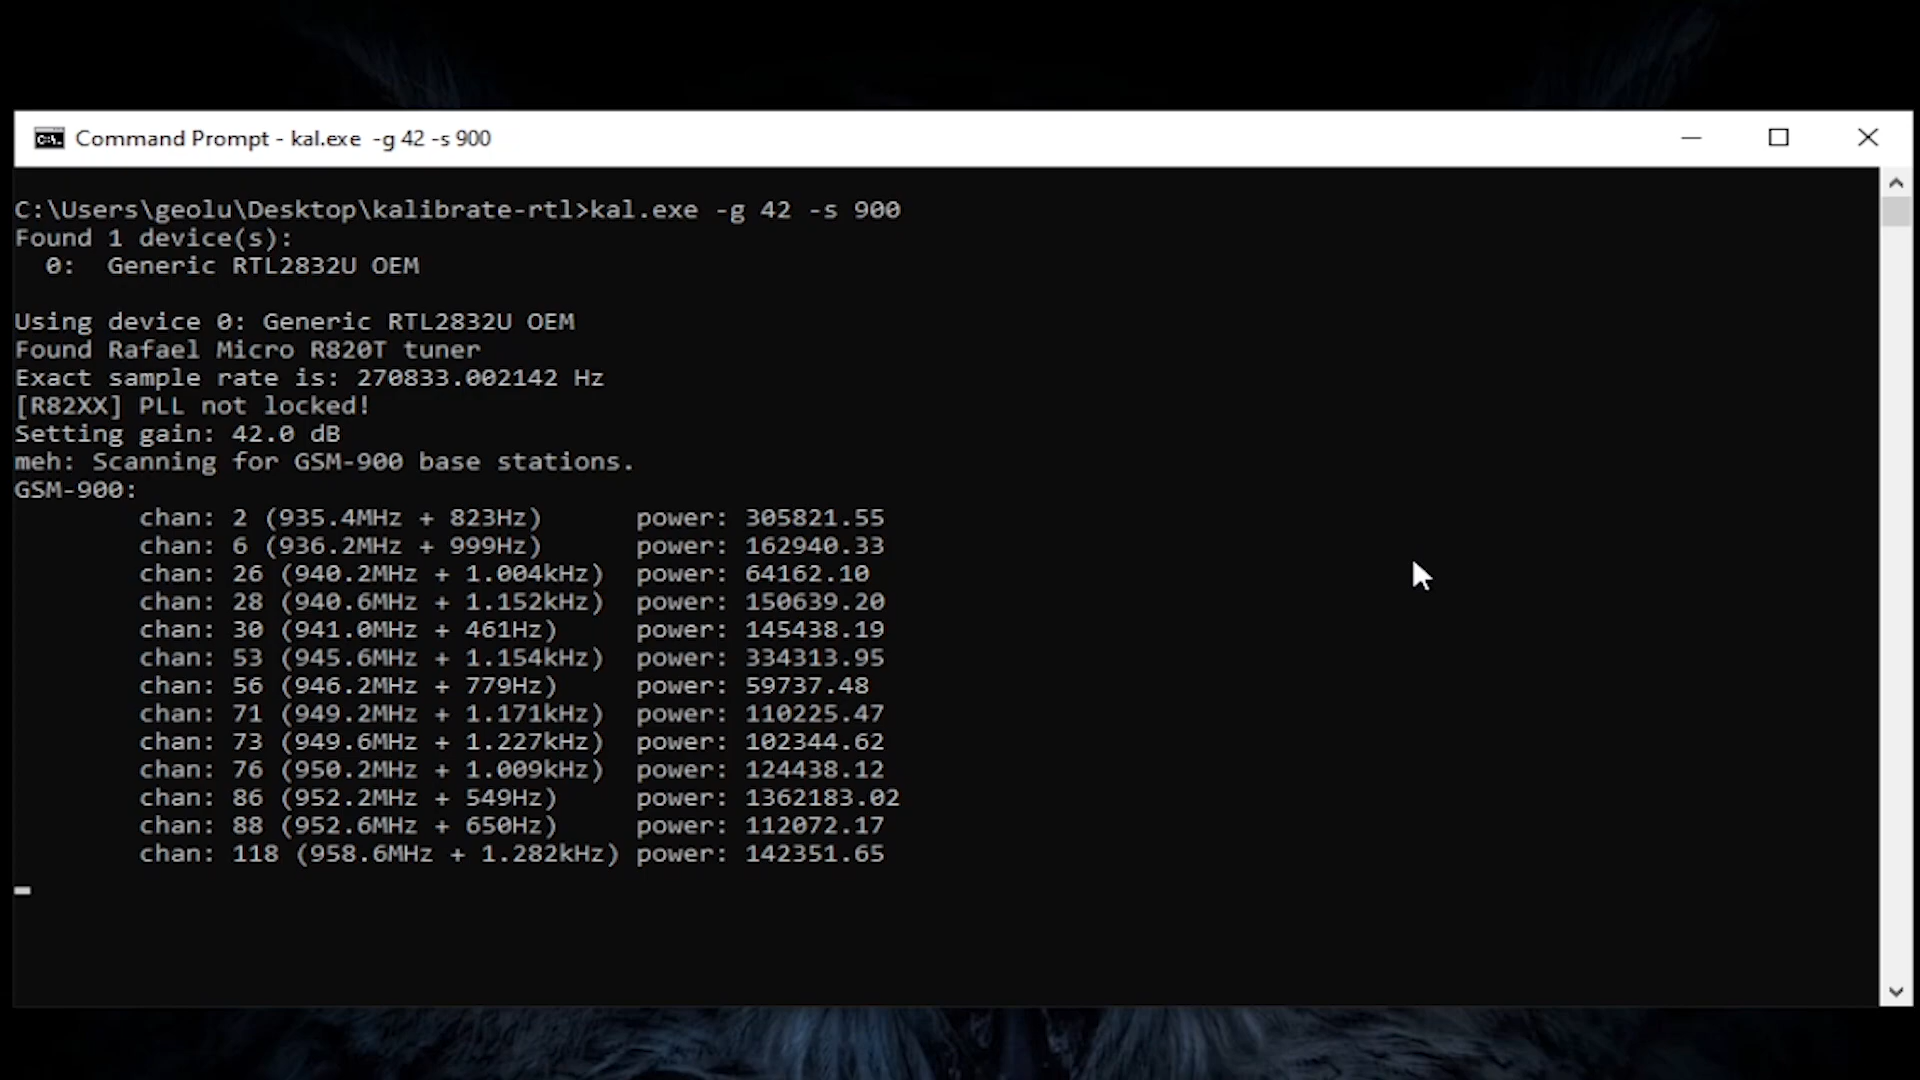 Command Prompt - kal.exe -g 42 -s 900
C:\Users\geolu\Desktop\kalibrate-rtl>kal.exe -g 42 -s 900
Found 1 device(s):
  0:  Generic RTL2832U OEM
Using device 0: Generic RTL2832U OEM
Found Rafael Micro R820T tuner
Exact sample rate is: 270833.002142 Hz
[R82XX] PLL not locked!
Setting gain: 42.0 dB
meh: Scanning for GSM-900 base stations.
GSM-900:
chan: 2 (935.4MHz + 823Hz) power: 305821.55
chan: 6 (936.2MHz + 999Hz) power: 162940.33
chan: 26 (940.2MHz + 1.004kHz) power: 64162.10
chan: 28 (940.6MHz + 1.152kHz) power: 150639.20
chan: 30 (941.0MHz + 461Hz) power: 145438.19
chan: 53 (945.6MHz + 1.154kHz) power: 334313.95
chan: 56 (946.2MHz + 779Hz) power: 59737.48
chan: 71 (949.2MHz + 1.171kHz) power: 110225.47
chan: 73 (949.6MHz + 1.227kHz) power: 102344.62
chan: 76 (950.2MHz + 1.009kHz) power: 124438.12
chan: 86 (952.2MHz + 549Hz) power: 1362183.02
chan: 88 (952.6MHz + 650Hz) power: 112072.17
chan: 118 (958.6MHz + 1.282kHz) power: 142351.65